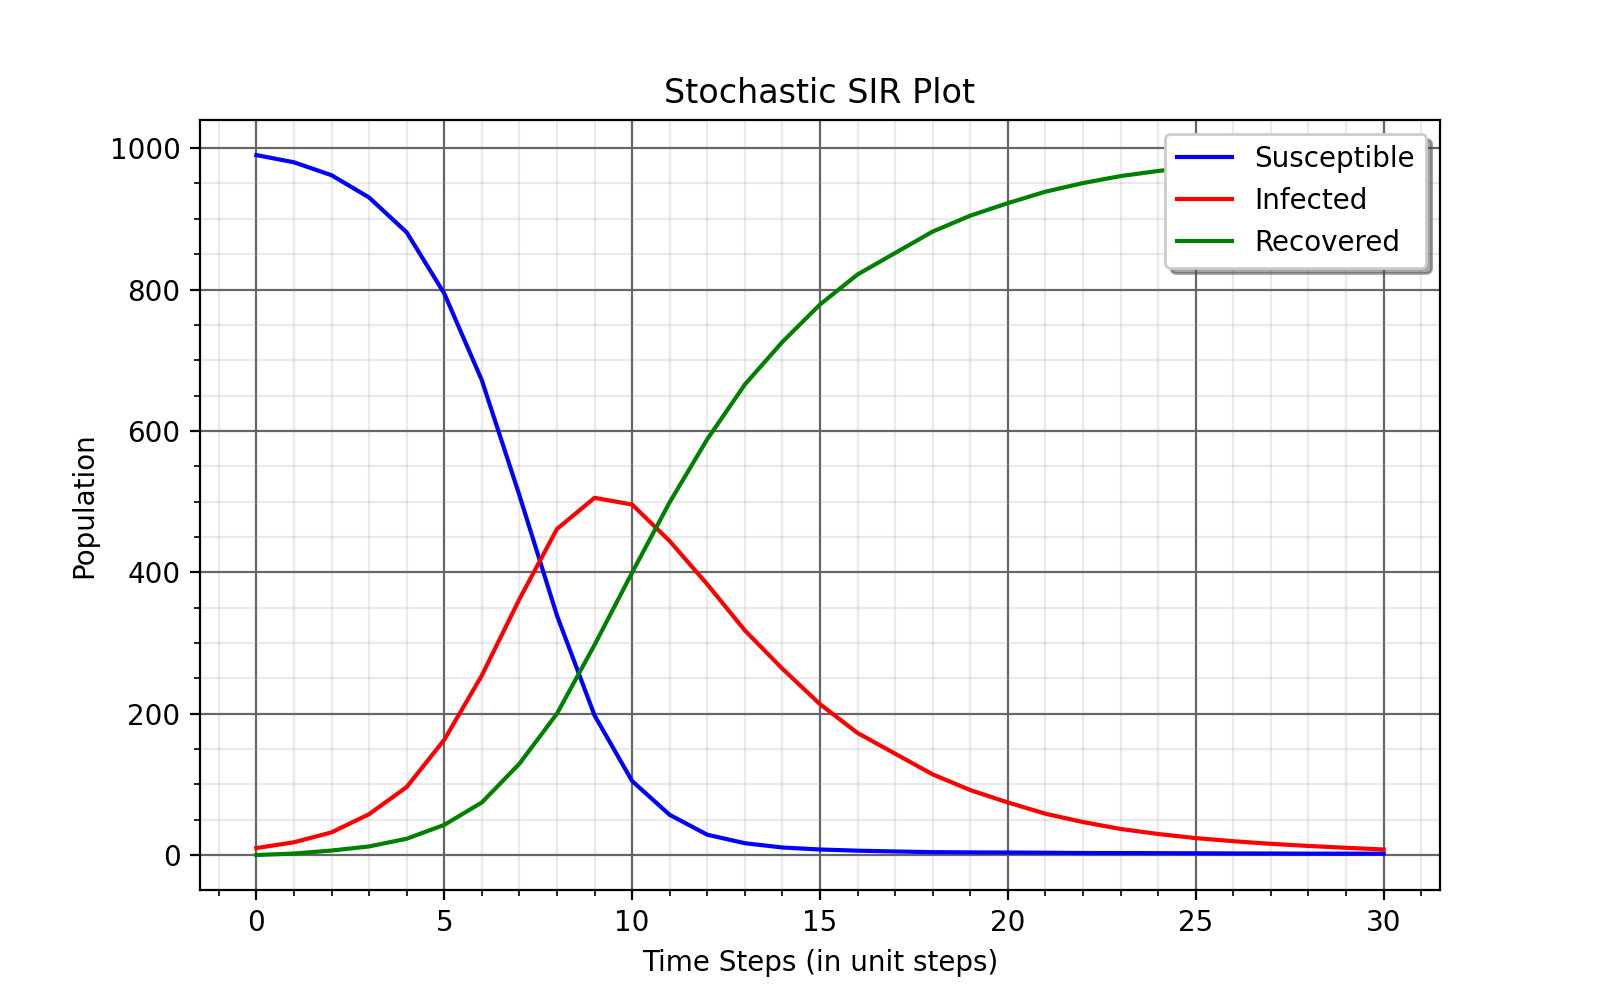 Stochastic SIR Plot
1000
800
600
400
200
0
Population
Susceptible
Infected
Recovered
0 5 10 15 20 25 30
Time Steps (in unit steps)